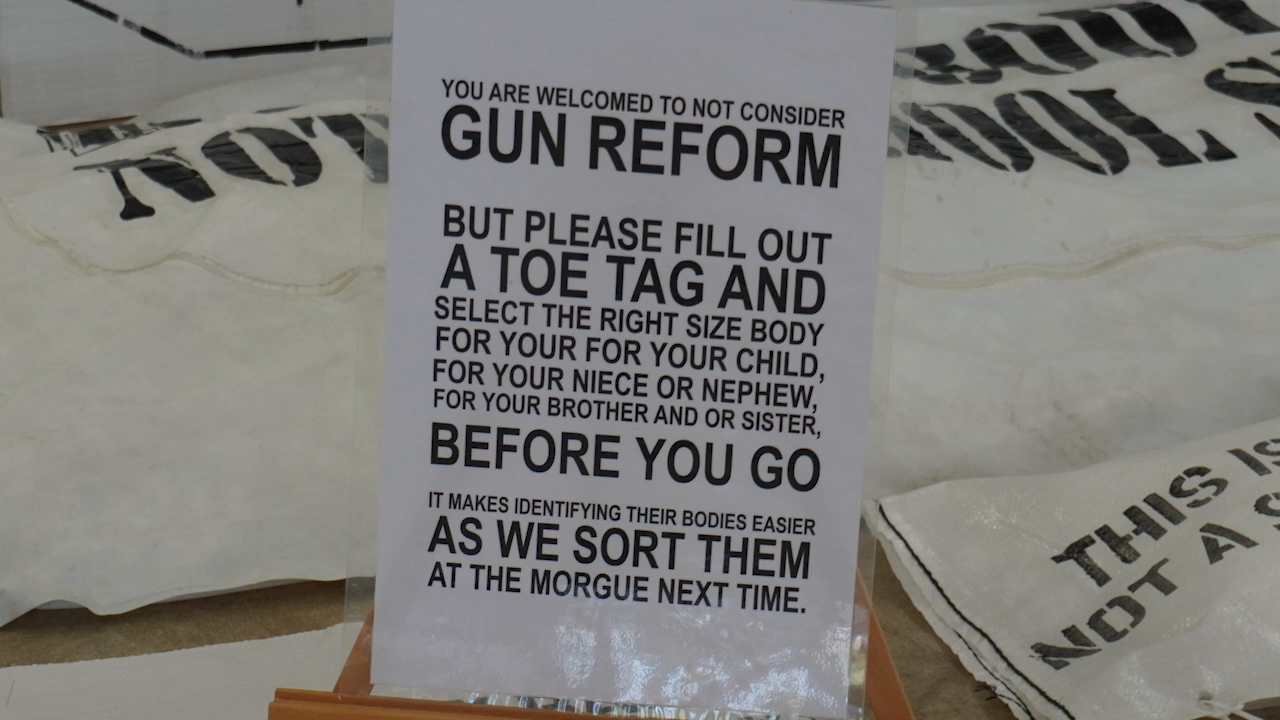 YOU ARE WELCOMED TO NOT CONSIDER
GUN REFORM
BUT PLEASE FILL OUT
A TOE TAG AND
SELECT THE RIGHT SIZE BODY
FOR YOUR FOR YOUR CHILD,
FOR YOUR NIECE OR NEPHEW,
FOR YOUR BROTHER AND OR SISTER,
BEFORE YOU GO
IT MAKES IDENTIFYING THEIR BODIES EASIER
AS WE SORT THEM
AT THE MORGUE NEXT TIME.
NOT
THIS IS
NOT A